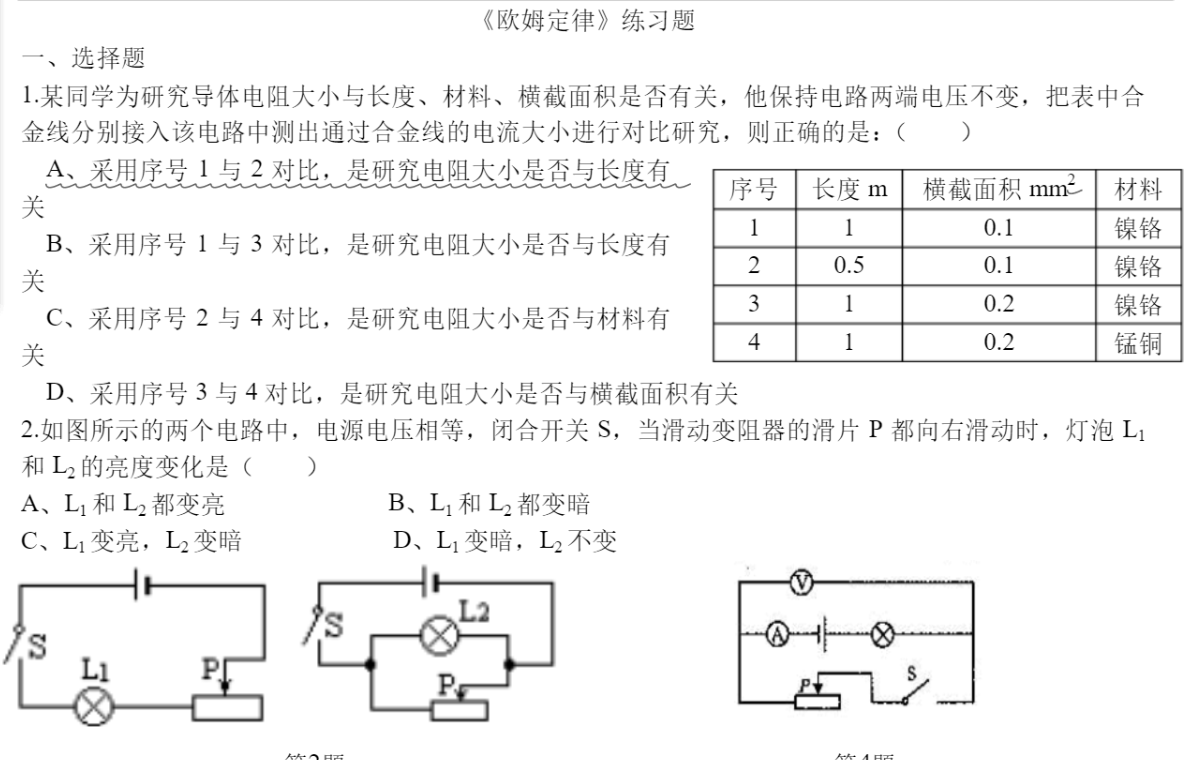 《欧姆定律》练习题
一、选择题
1.某同学为研究导体电阻大小与长度、材料、横截面积是否有关，他保持电路两端电压不变，把表中合
金线分别接入该电路中测出通过合金线的电流大小进行对比研究，则正确的是：（　　）
A、采用序号 1 与 2 对比，是研究电阻大小是否与长度有
关
B、采用序号 1 与 3 对比，是研究电阻大小是否与长度有
关
C、采用序号 2 与 4 对比，是研究电阻大小是否与材料有
关
D、采用序号 3 与 4 对比，是研究电阻大小是否与横截面积有关
序号 长度 m 横截面积 mm² 材料
1 1 0.1 镍铬
2 0.5 0.1 镍铬
3 1 0.2 镍铬
4 1 0.2 锰铜
2.如图所示的两个电路中，电源电压相等，闭合开关 S，当滑动变阻器的滑片 P 都向右滑动时，灯泡 L₁
和 L₂ 的亮度变化是（　　）
A、L₁ 和 L₂ 都变亮 B、L₁ 和 L₂ 都变暗
C、L₁ 变亮，L₂ 变暗 D、L₁ 变暗，L₂ 不变
S L1 P
S L2 P
V A P S
第2题 第4题